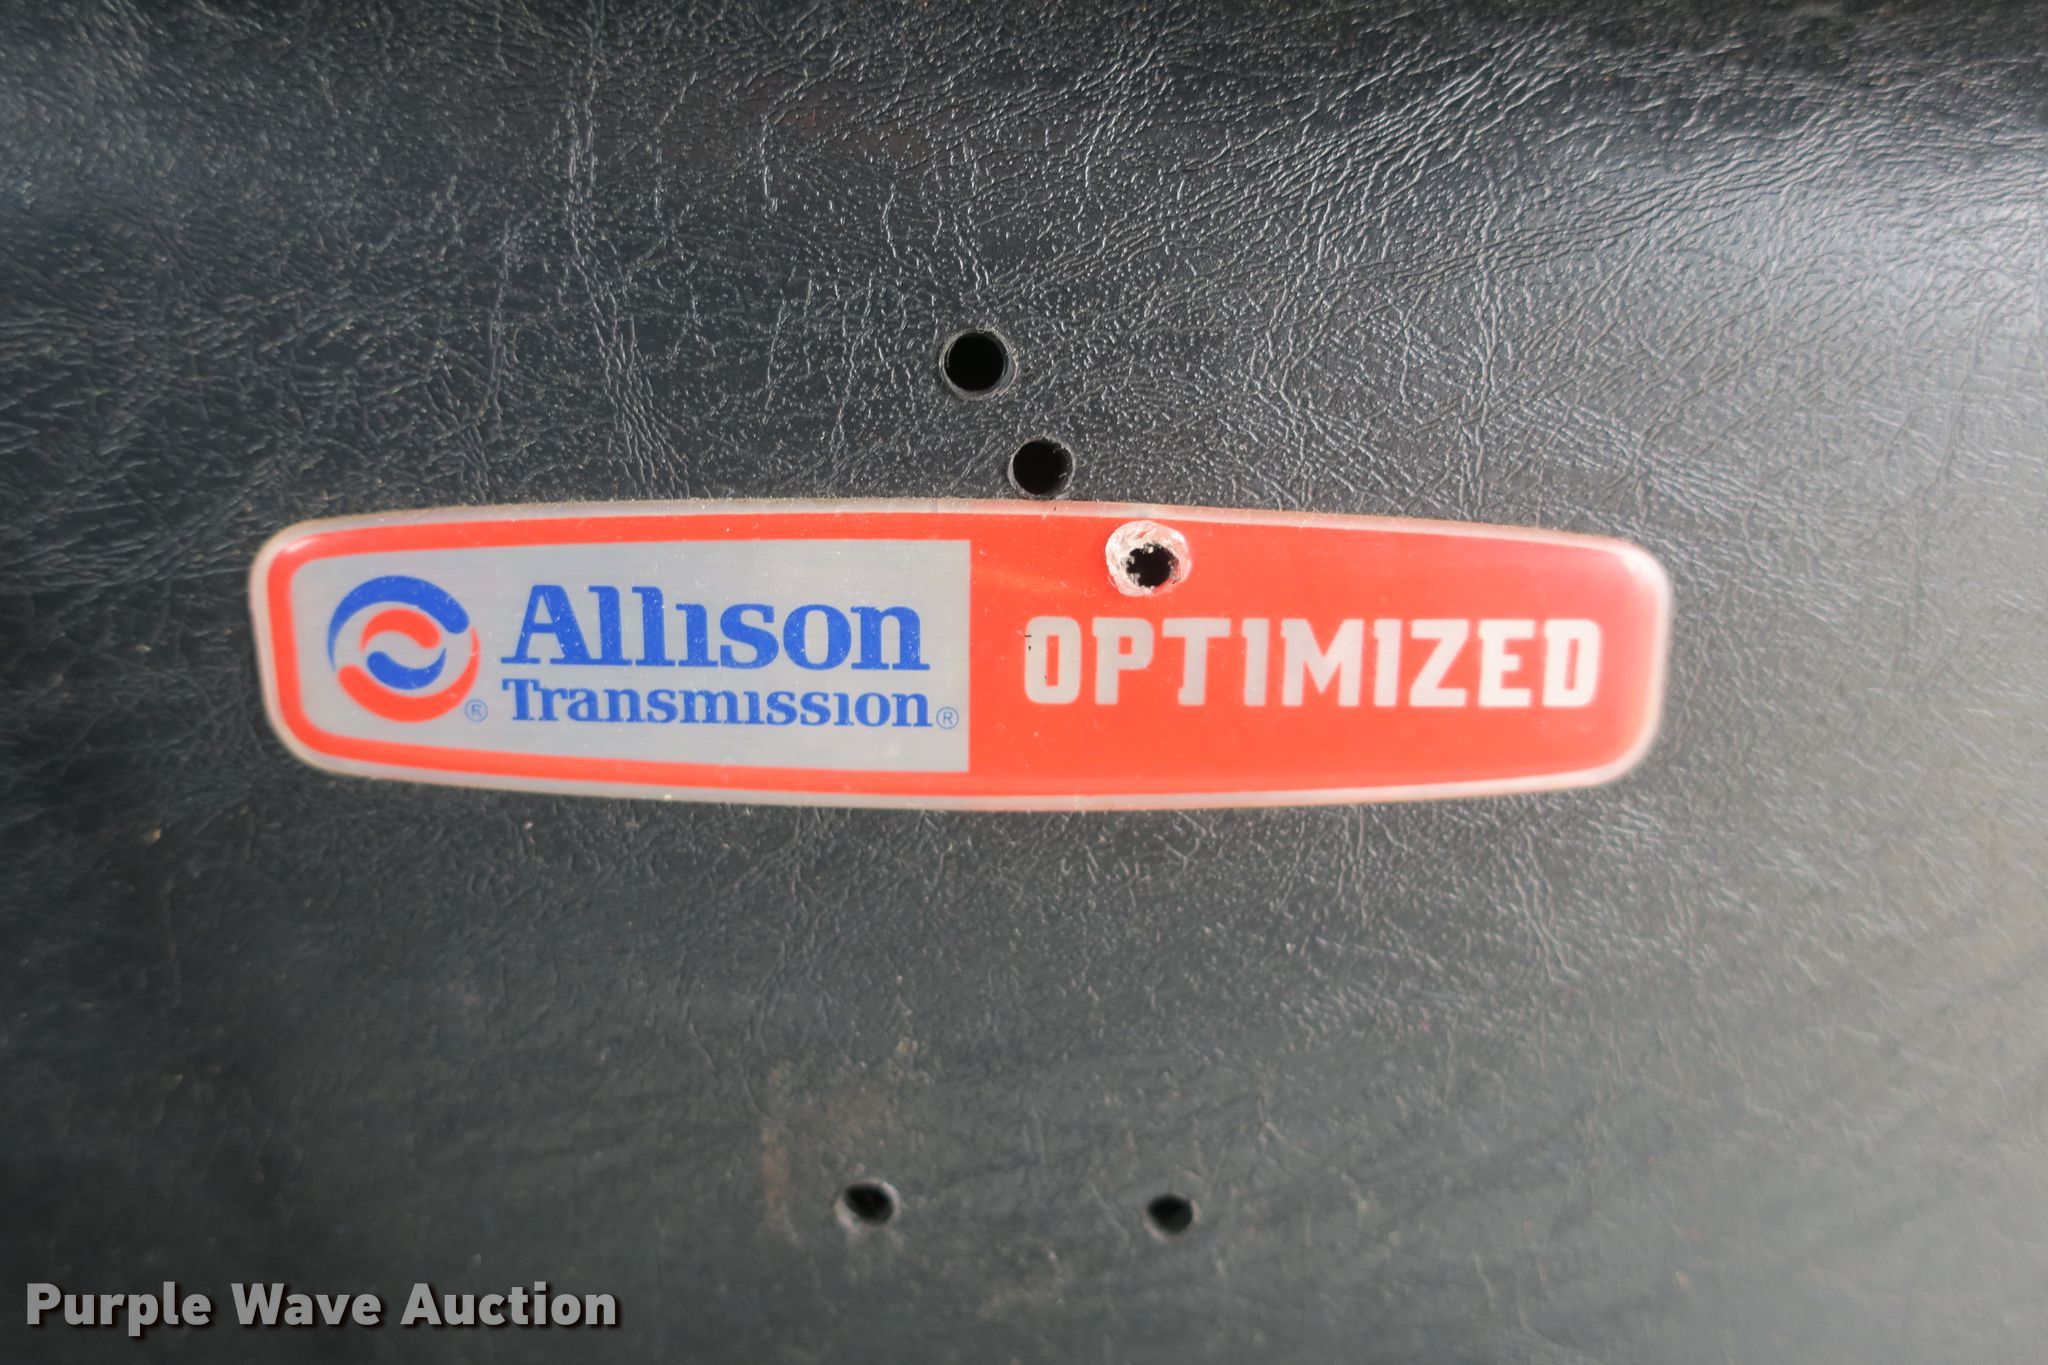 Allison
Transmission®
®
OPTIMIZED
Purple Wave Auction